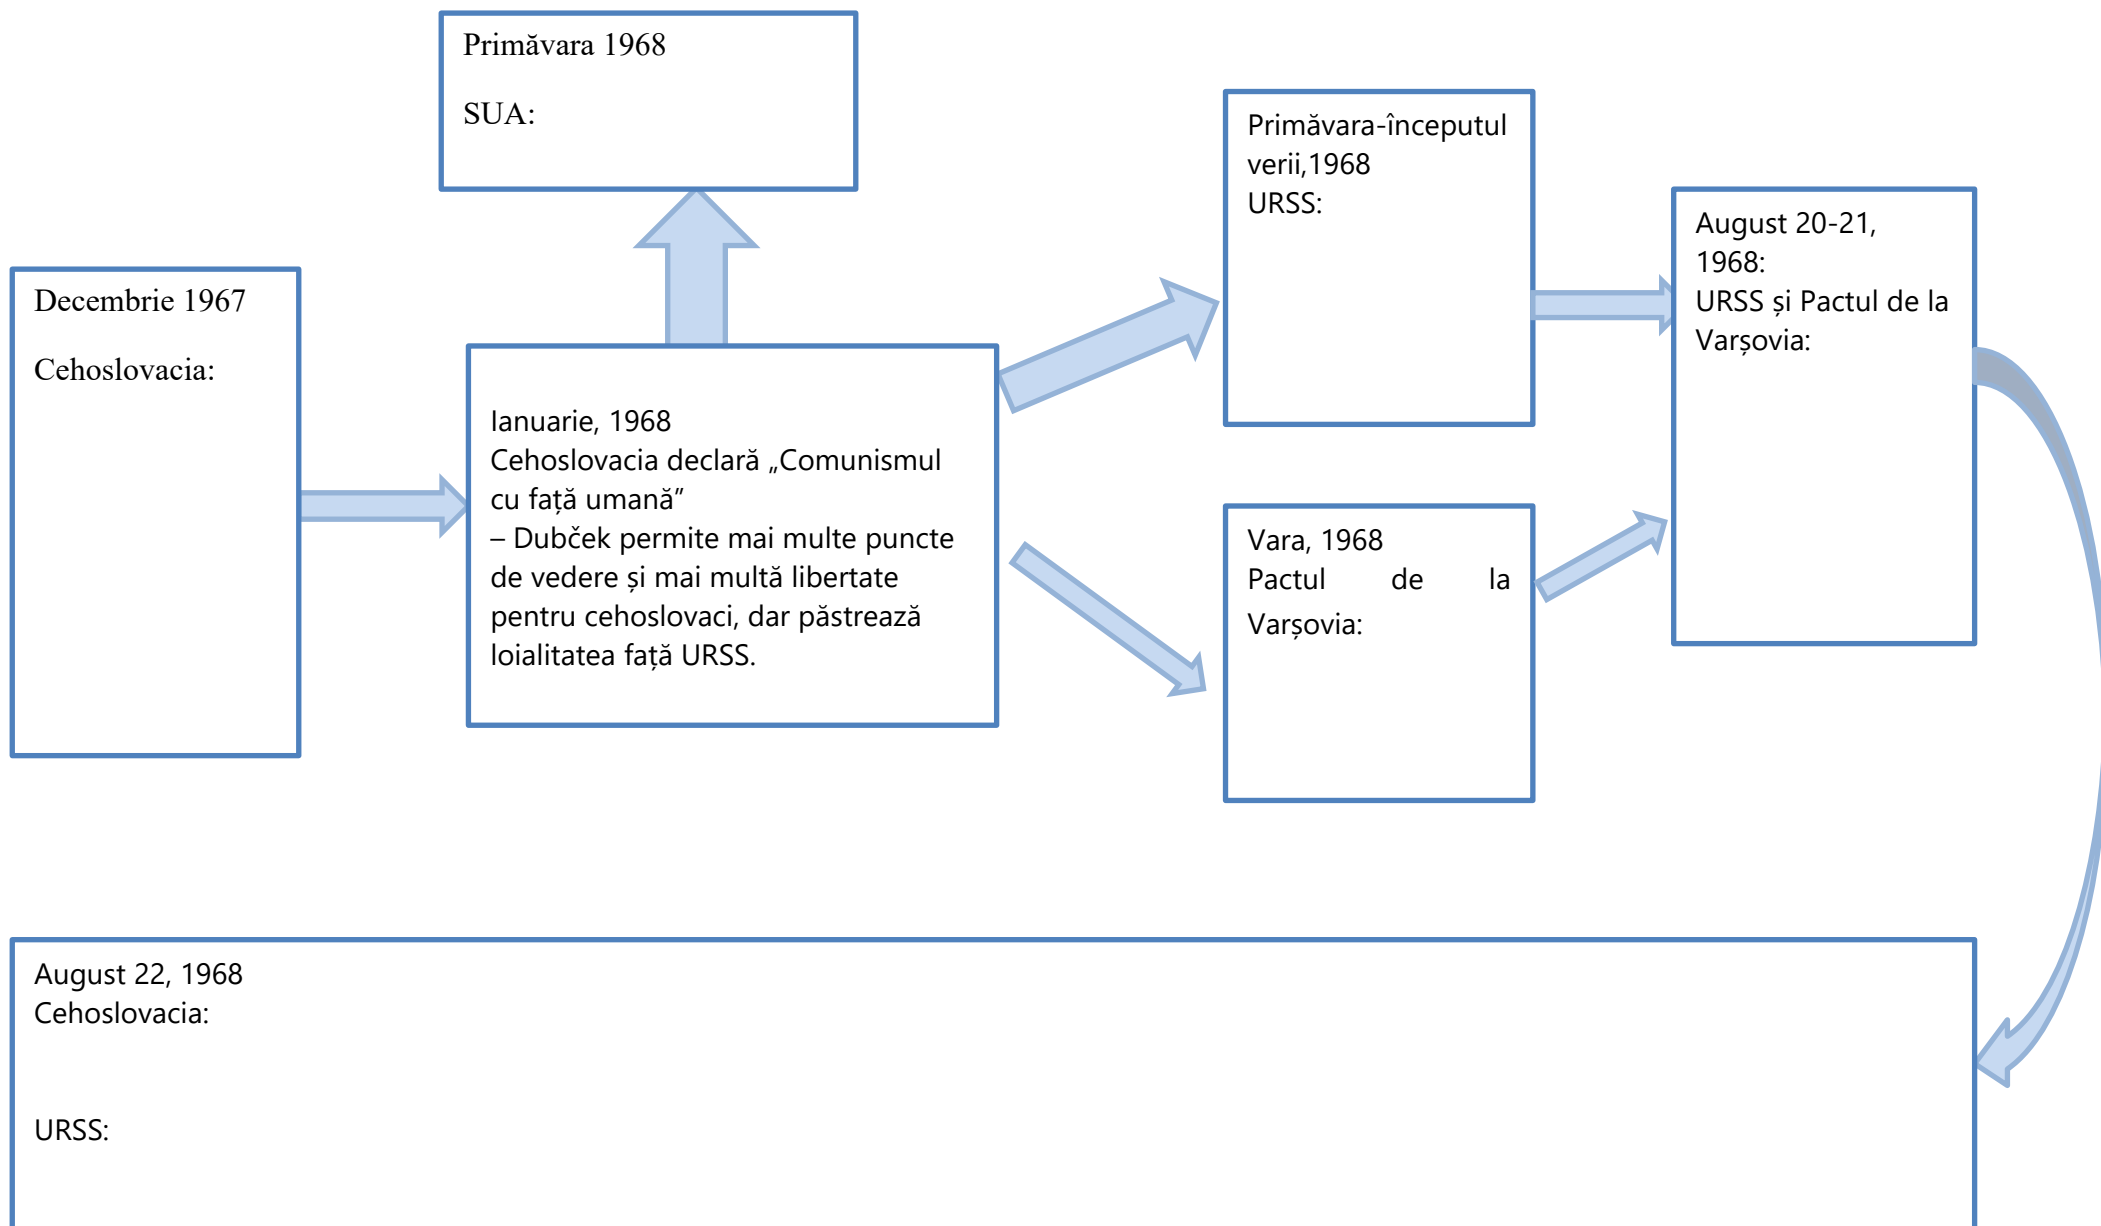 Primăvara 1968
SUA:
Decembrie 1967
Cehoslovacia:
Ianuarie, 1968
Cehoslovacia declară „Comunismul
cu față umană”
– Dubček permite mai multe puncte
de vedere și mai multă libertate
pentru cehoslovaci, dar păstrează
loialitatea față URSS.
Primăvara-începutul
verii,1968
URSS:
Vara, 1968
Pactul de la
Varșovia:
August 20-21,
1968:
URSS și Pactul de la
Varșovia:
August 22, 1968
Cehoslovacia:
URSS: